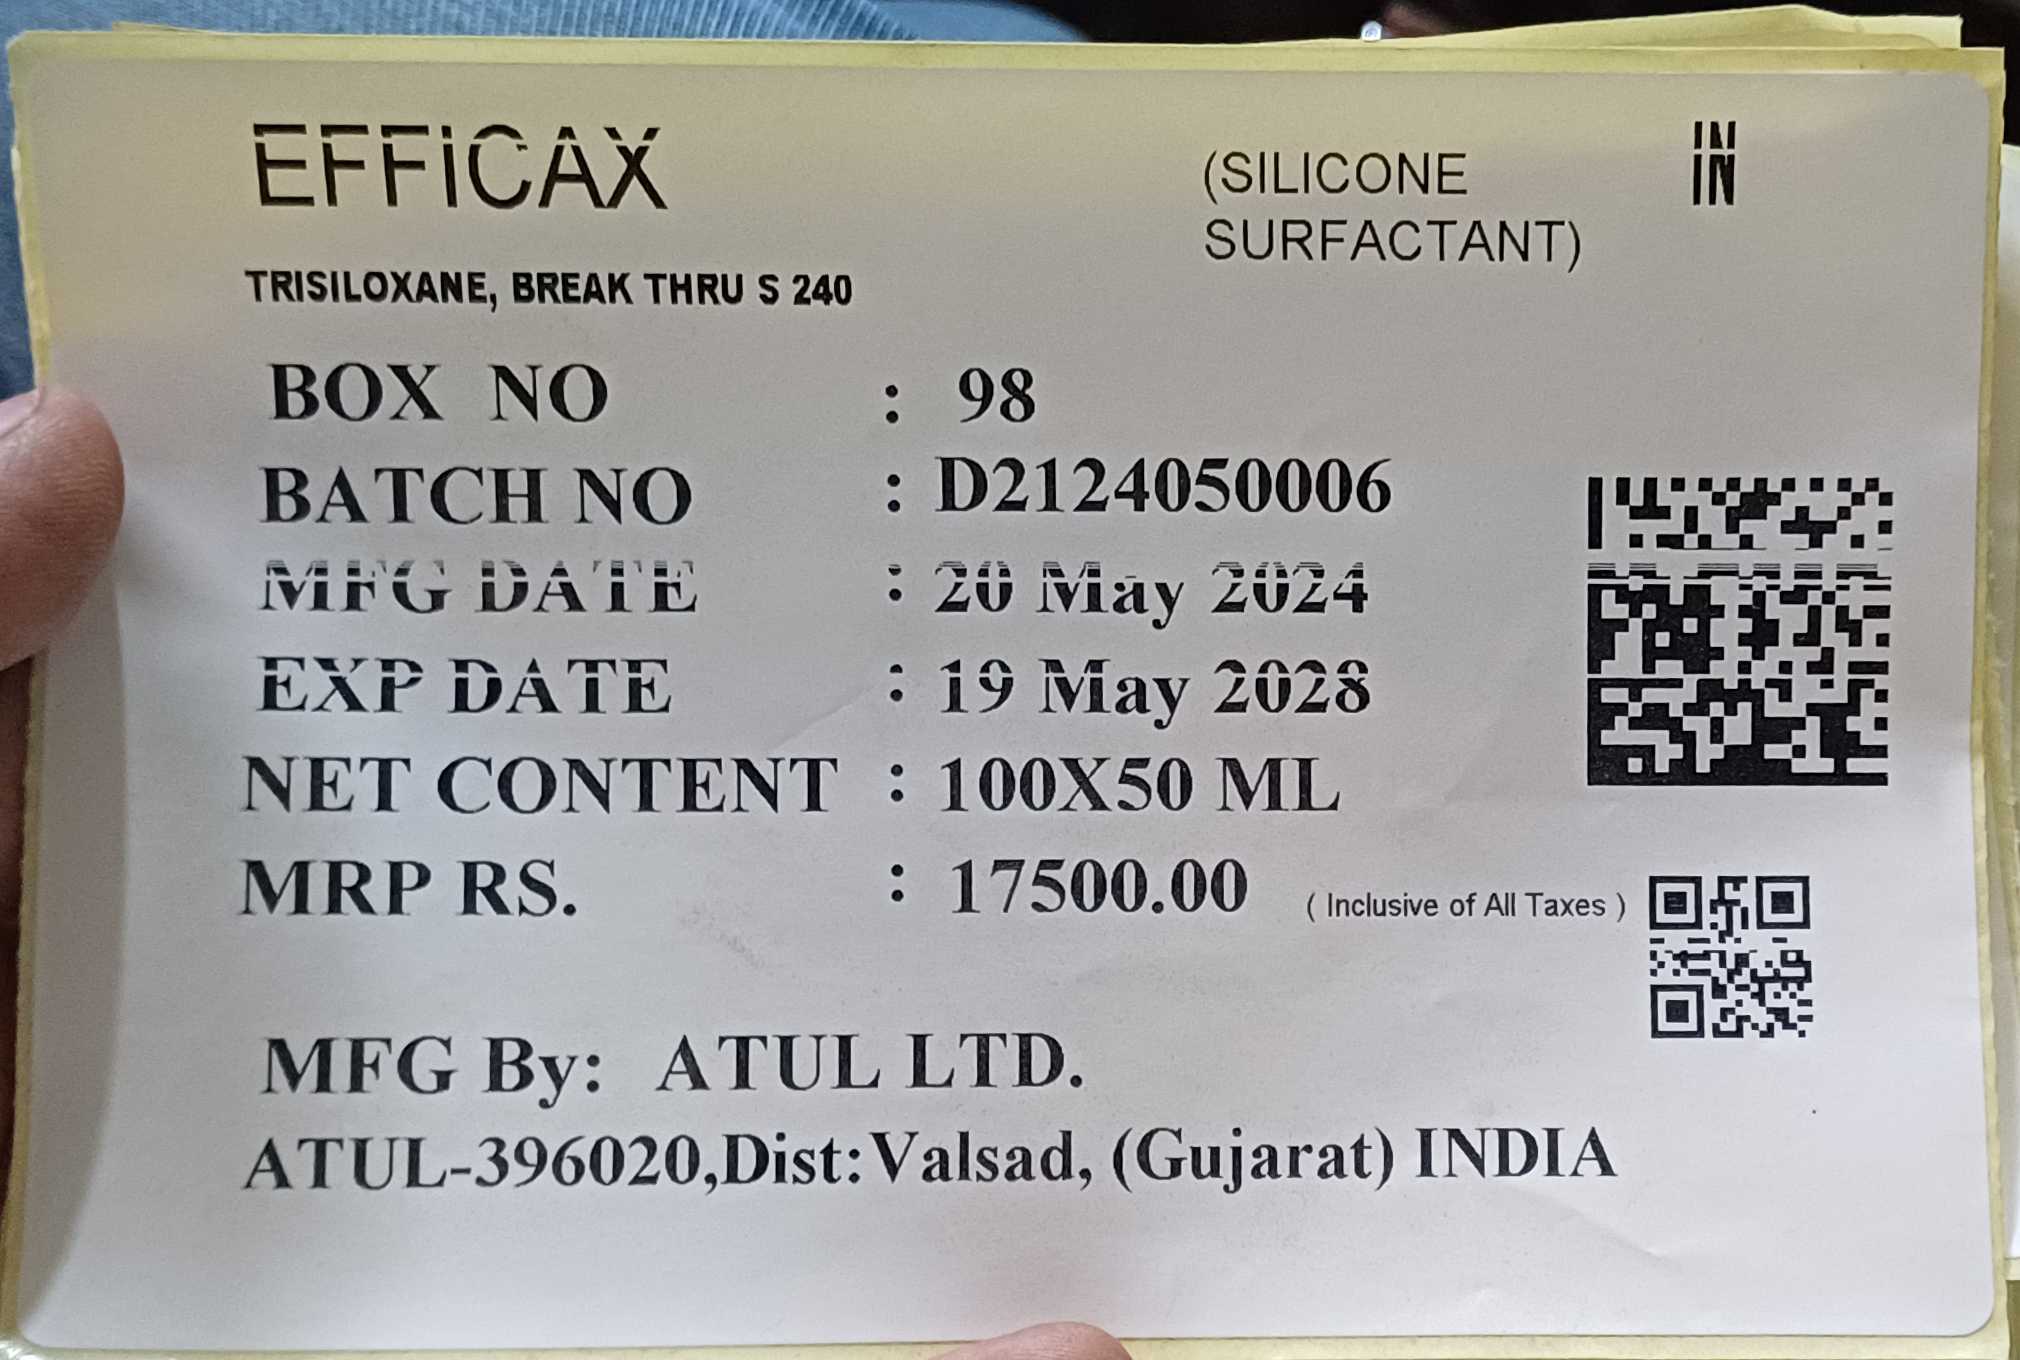 EFFICAX
(SILICONE
SURFACTANT)
IN
TRISILOXANE, BREAK THRU S 240
BOX NO : 98
BATCH NO : D2124050006
MFG DATE : 20 May 2024
EXP DATE : 19 May 2028
NET CONTENT : 100X50 ML
MRP RS. : 17500.00 ( Inclusive of All Taxes )
MFG By: ATUL LTD.
ATUL-396020,Dist:Valsad, (Gujarat) INDIA